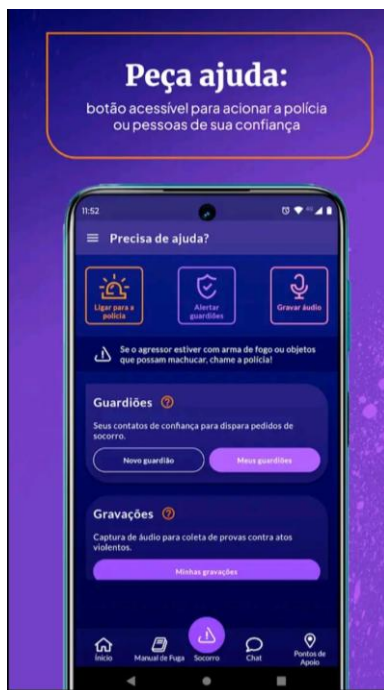 Peça ajuda:
botão acessível para acionar a polícia
ou pessoas de sua confiança
11:52
Precisa de ajuda?
Ligar para a
polícia
Alertar
guardiões
Gravar áudio
Se o agressor estiver com arma de fogo ou objetos
que possam machucar, chame a polícia!
Guardiões ?
Seus contatos de confiança para dispara pedidos de
socorro.
Novo guardião
Meus guardiões
Gravações ?
Captura de áudio para coleta de provas contra atos
violentos.
Minhas gravações
Início
Manual de Fuga
Socorro
Chat
Pontos de
Apoio